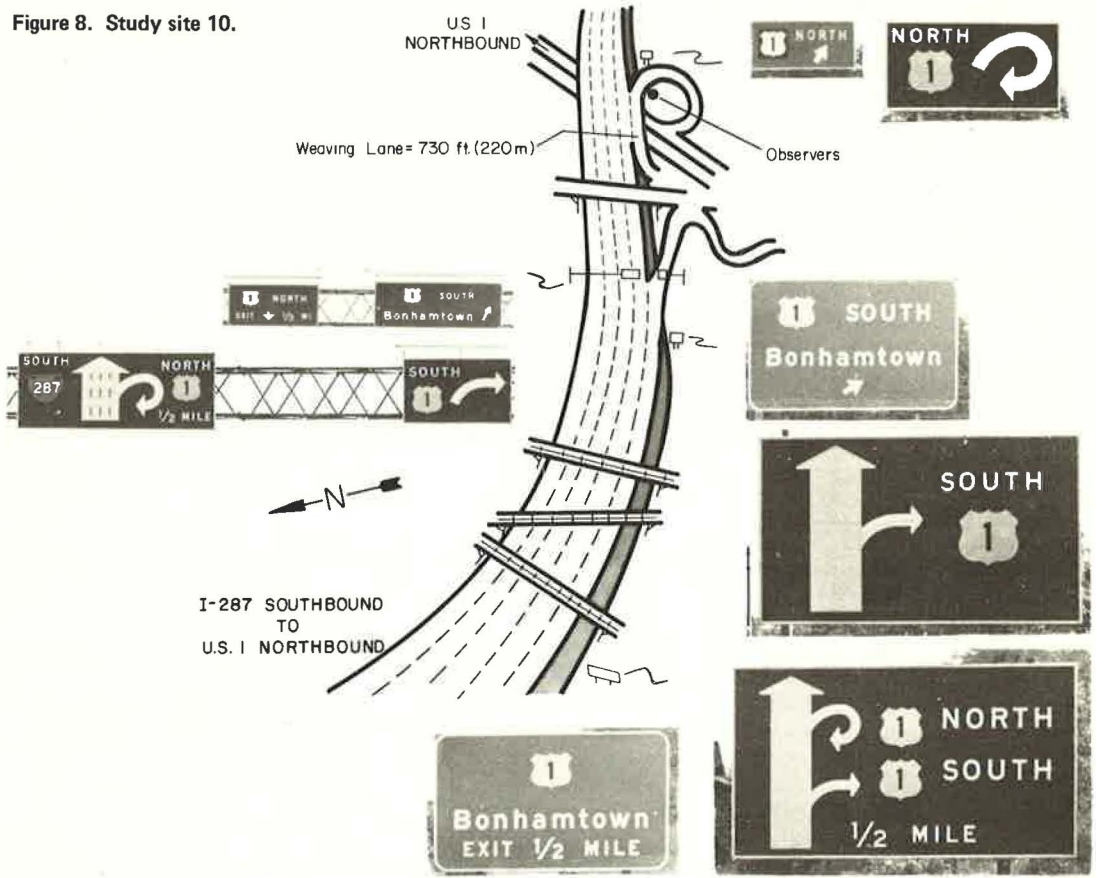 Figure 8. Study site 10.
U.S 1
NORTHBOUND
1 NORTH
NORTH
1
Weaving Lane = 730 ft. (220 m)
Observers
1 NORTH
EXIT 1/2 MI
1 SOUTH
Bonhamtown
SOUTH
287
NORTH
1
1/2 MILE
SOUTH
1
1 SOUTH
Bonhamtown
N
SOUTH
1
I-287 SOUTHBOUND
TO
U.S. 1 NORTHBOUND
1
Bonhamtown
EXIT 1/2 MILE
1 NORTH
1 SOUTH
1/2 MILE